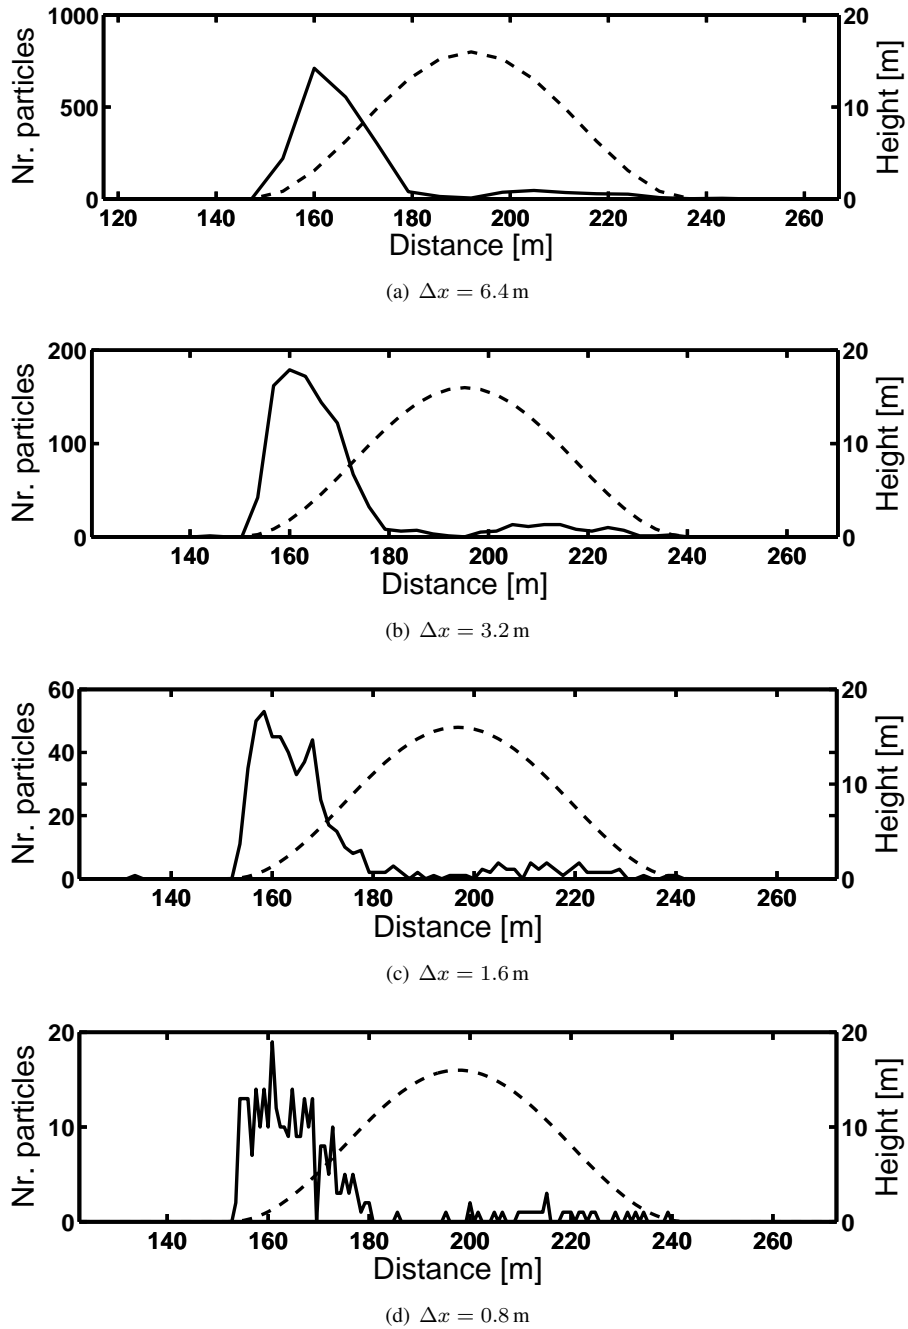 1000
500
0
Nr. particles
20
10
0
Height [m]
120 140 160 180 200 220 240 260
Distance [m]
(a) Δx = 6.4 m
200
100
0
Nr. particles
20
10
0
Height [m]
140 160 180 200 220 240 260
Distance [m]
(b) Δx = 3.2 m
60
40
20
0
Nr. particles
20
10
0
Height [m]
140 160 180 200 220 240 260
Distance [m]
(c) Δx = 1.6 m
20
10
0
Nr. particles
20
10
0
Height [m]
140 160 180 200 220 240 260
Distance [m]
(d) Δx = 0.8 m